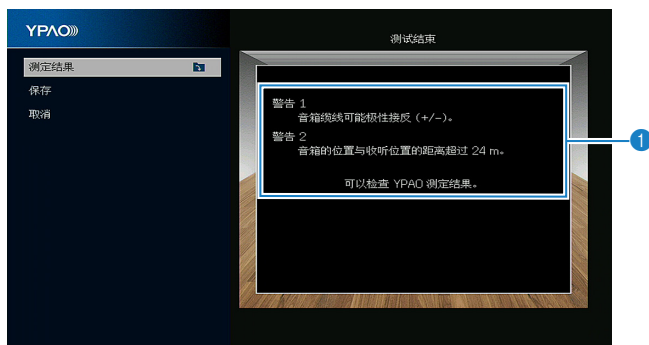 YPAO
测试结束
测定结果
保存
取消
警告 1
音箱缆线可能极性接反 (+/-)。
警告 2
音箱的位置与收听位置的距离超过 24 m。
可以检查 YPAO 测定结果。
1